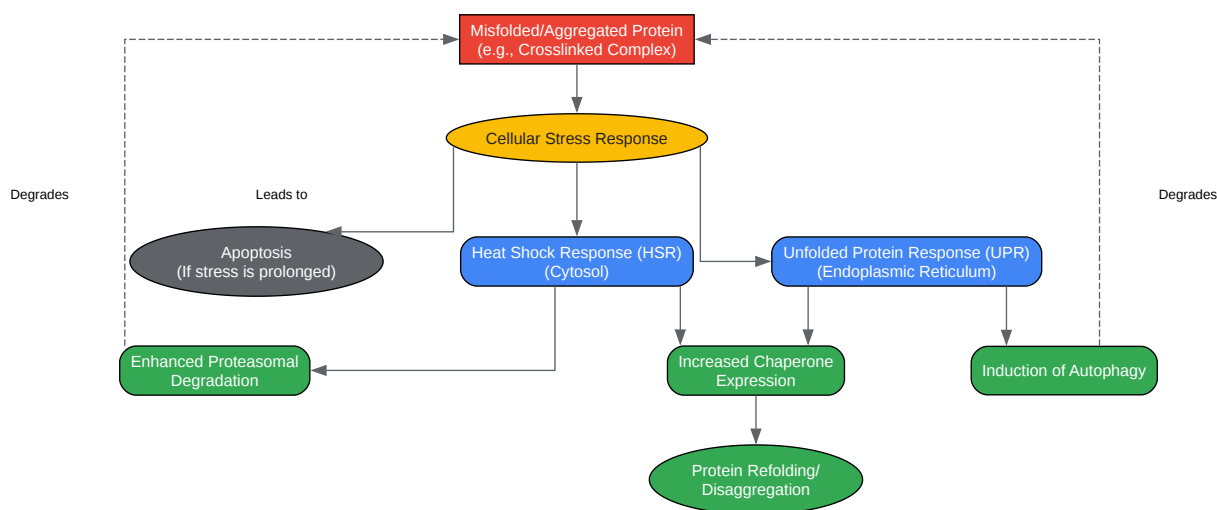 Misfolded/Aggregated Protein
(e.g., Crosslinked Complex)
Cellular Stress Response
Degrades
Leads to
Degrades
Apoptosis
(If stress is prolonged)
Heat Shock Response (HSR)
(Cytosol)
Unfolded Protein Response (UPR)
(Endoplasmic Reticulum)
Enhanced Proteasomal
Degradation
Increased Chaperone
Expression
Induction of Autophagy
Protein Refolding/
Disaggregation